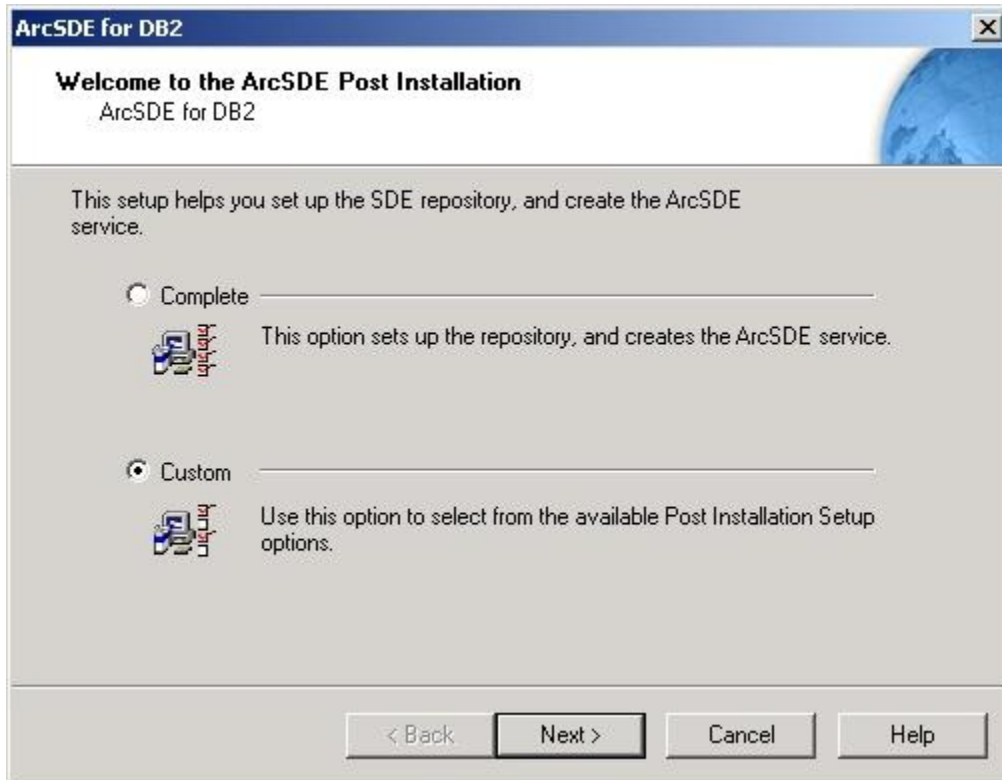 ArcSDE for DB2
Welcome to the ArcSDE Post Installation
ArcSDE for DB2
This setup helps you set up the SDE repository, and create the ArcSDE
service.
Complete
This option sets up the repository, and creates the ArcSDE service.
Custom
Use this option to select from the available Post Installation Setup
options.
< Back
Next >
Cancel
Help